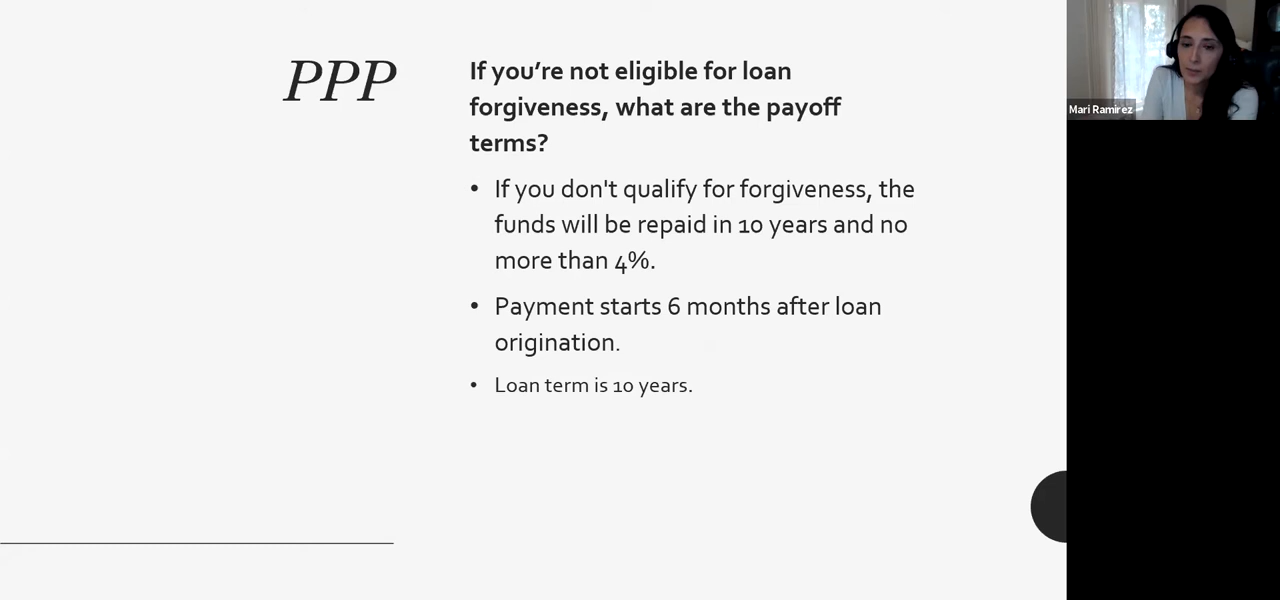 PPP
If you’re not eligible for loan
forgiveness, what are the payoff
terms?
• If you don't qualify for forgiveness, the
funds will be repaid in 10 years and no
more than 4%.
• Payment starts 6 months after loan
origination.
• Loan term is 10 years.
Mari Ramirez